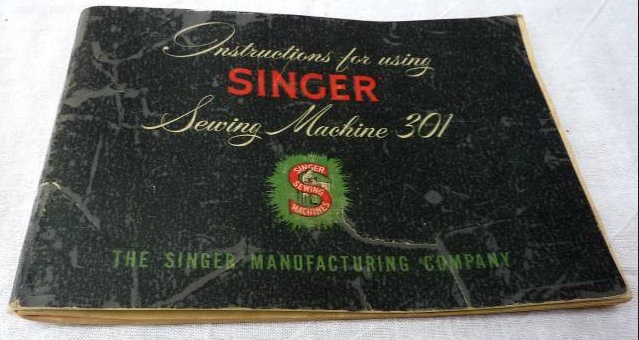 Instructions for using
SINGER
Sewing Machine 301
SINGER
SEWING
MACHINES
THE SINGER MANUFACTURING COMPANY